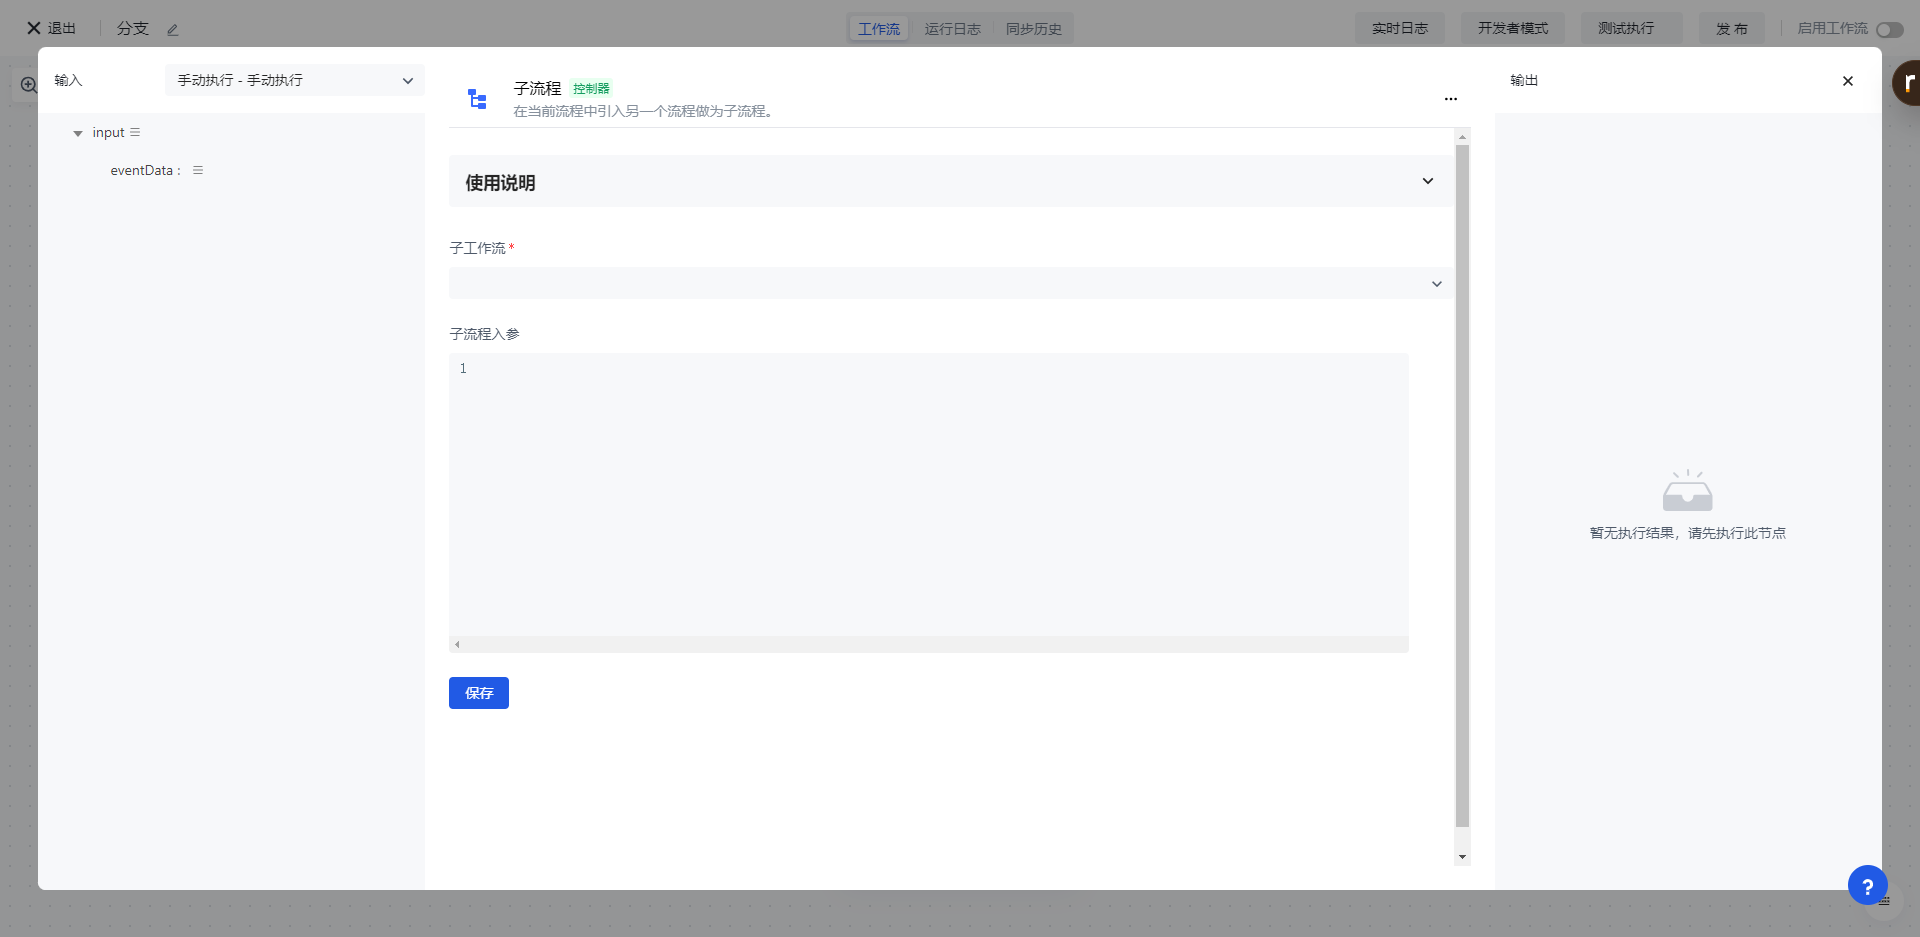 退出
分支
工作流
运行日志
同步历史
实时日志
开发者模式
测试执行
发 布
启用工作流
输入
手动执行 - 手动执行
input
eventData :
子流程
控制器
在当前流程中引入另一个流程做为子流程。
使用说明
子工作流 *
子流程入参
1
保存
输出
暂无执行结果，请先执行此节点
r
?